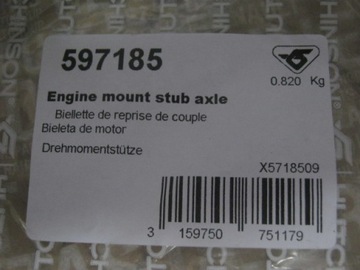 597185
0.820 Kg
Engine mount stub axle
Biellette de reprise de couple
Bieleta de motor
Drehmomentstütze
X5718509
3 159750 751179
HUTCHINSON